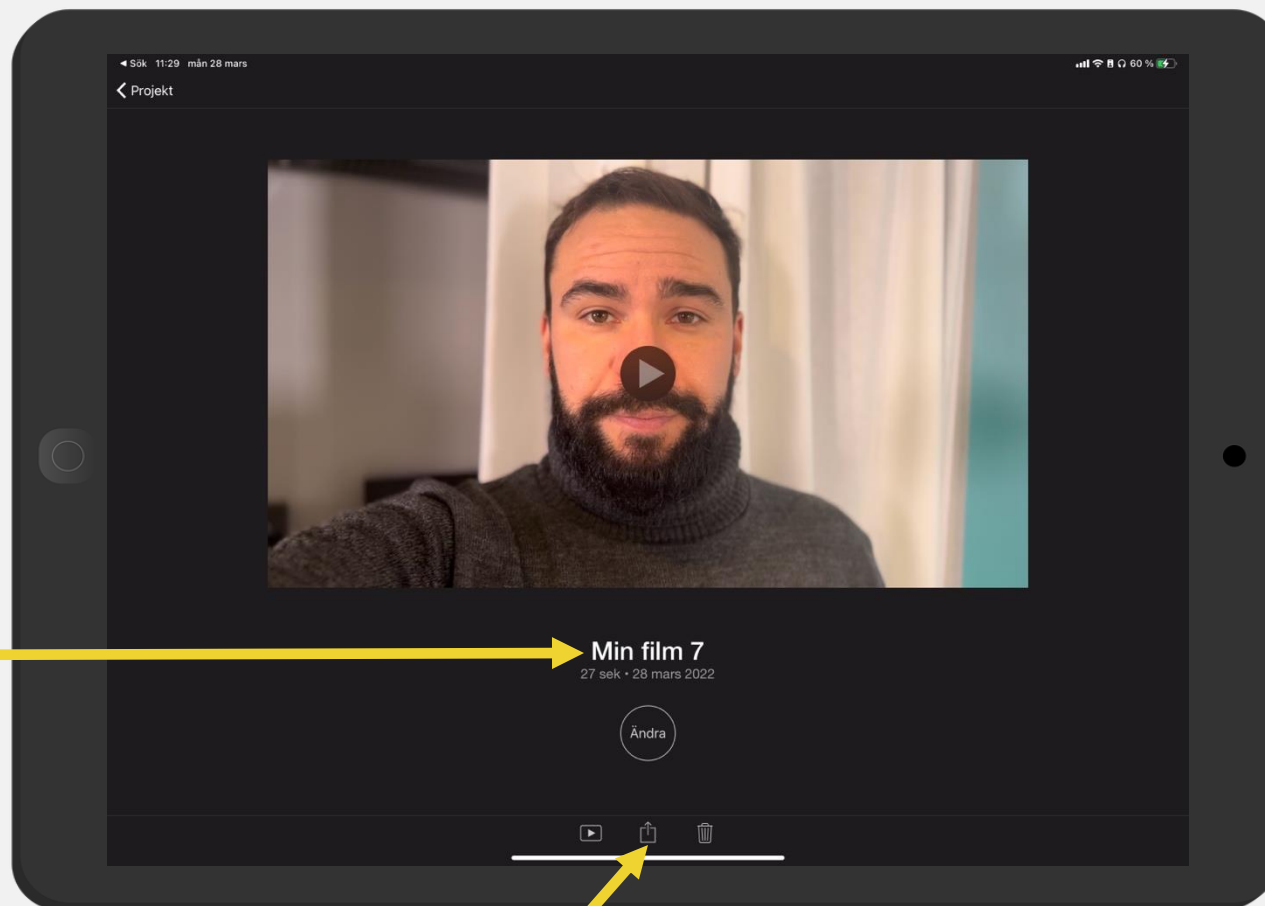 Sök 11:29 mån 28 mars 60 %
Projekt
Min film 7
27 sek • 28 mars 2022
Ändra